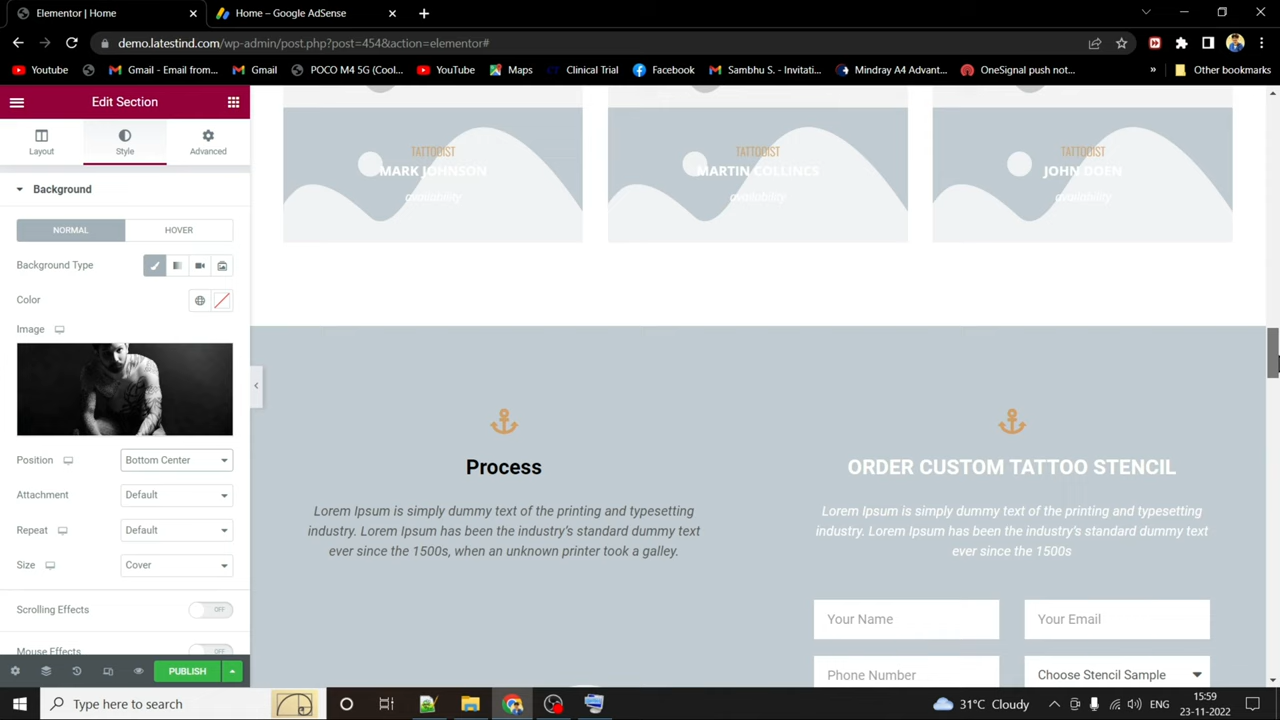 Elementor | Home
Home – Google AdSense
demo.latestind.com/wp-admin/post.php?post=454&action=elementor#
Youtube
Gmail - Email from...
Gmail
POCO M4 5G (Cool...
YouTube
Maps
Clinical Trial
Facebook
Sambhu S. - Invitati...
Mindray A4 Advant...
OneSignal push not...
»
Other bookmarks
Edit Section
Layout
Style
Advanced
Background
NORMAL
HOVER
Background Type
Color
Image
Position
Bottom Center
Attachment
Default
Repeat
Default
Size
Cover
Scrolling Effects
OFF
Mouse Effects
PUBLISH
TATTOOIST
MARK JOHNSON
availability
TATTOOIST
MARTIN COLLINCS
availability
TATTOOIST
JOHN DOEN
availability
Process
Lorem Ipsum is simply dummy text of the printing and typesetting
industry. Lorem Ipsum has been the industry's standard dummy text
ever since the 1500s, when an unknown printer took a galley.
ORDER CUSTOM TATTOO STENCIL
Lorem Ipsum is simply dummy text of the printing and typesetting
industry. Lorem Ipsum has been the industry's standard dummy text
ever since the 1500s
Your Name
Your Email
Phone Number
Choose Stencil Sample
Type here to search
31°C Cloudy
ENG
15:59
23-11-2022